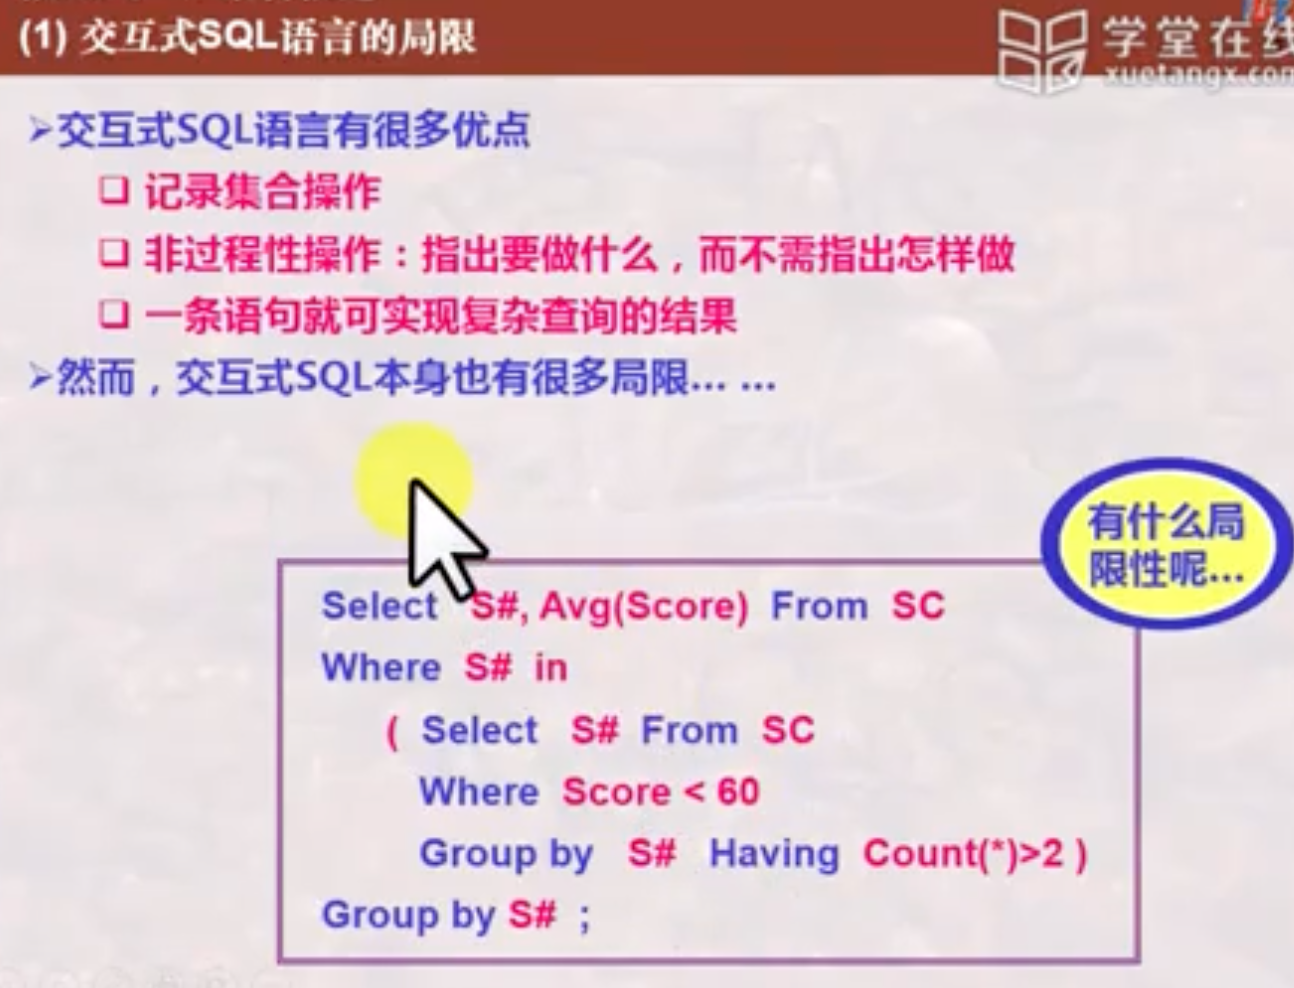 (1) 交互式SQL语言的局限
学堂在线
xuetangx.com
➢交互式SQL语言有很多优点
❑ 记录集合操作
❑ 非过程性操作：指出要做什么，而不需指出怎样做
❑ 一条语句就可实现复杂查询的结果
➢然而，交互式SQL本身也有很多局限... ...
有什么局
限性呢...
Select S#, Avg(Score) From SC
Where S# in
( Select S# From SC
Where Score < 60
Group by S# Having Count(*)>2 )
Group by S# ;